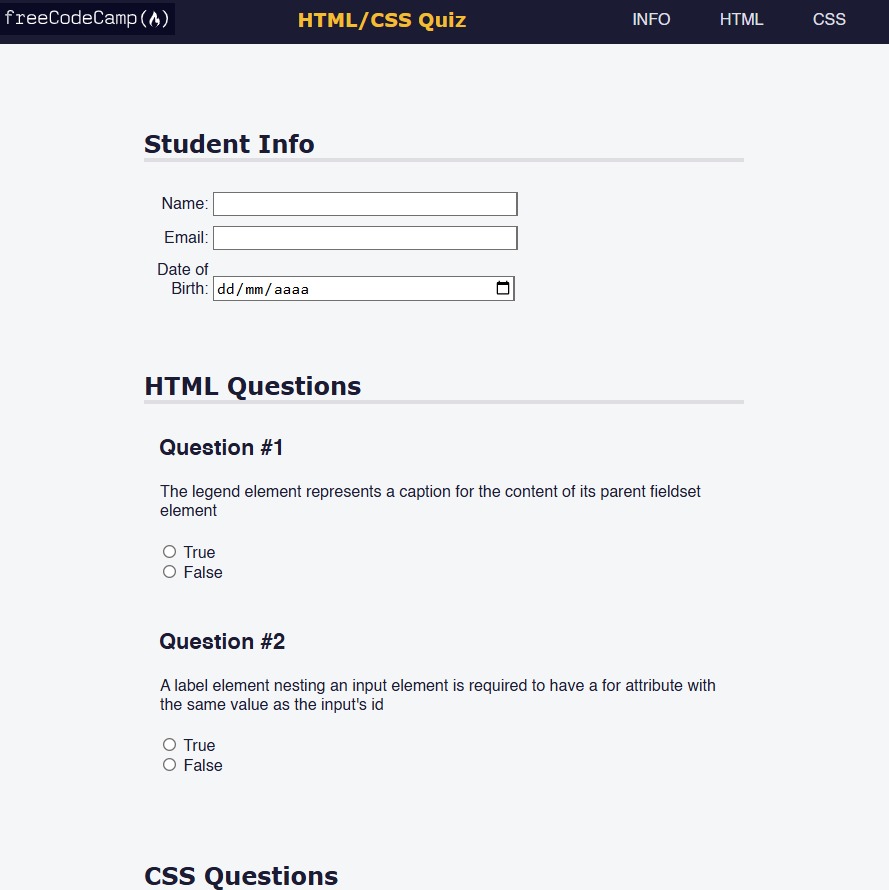 freeCodeCamp(🔥)
HTML/CSS Quiz
INFO
HTML
CSS
Student Info
Name:
Email:
Date of
Birth:
dd/mm/aaaa
HTML Questions
Question #1
The legend element represents a caption for the content of its parent fieldset
element
True
False
Question #2
A label element nesting an input element is required to have a for attribute with
the same value as the input's id
True
False
CSS Questions